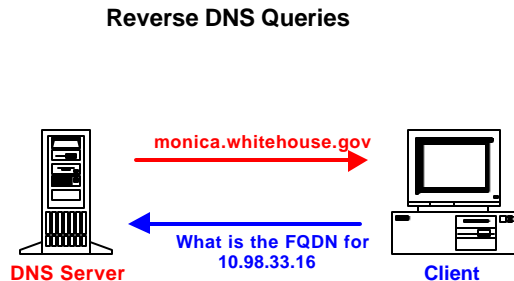 Reverse DNS Queries
monica.whitehouse.gov
What is the FQDN for
10.98.33.16
DNS Server
Client